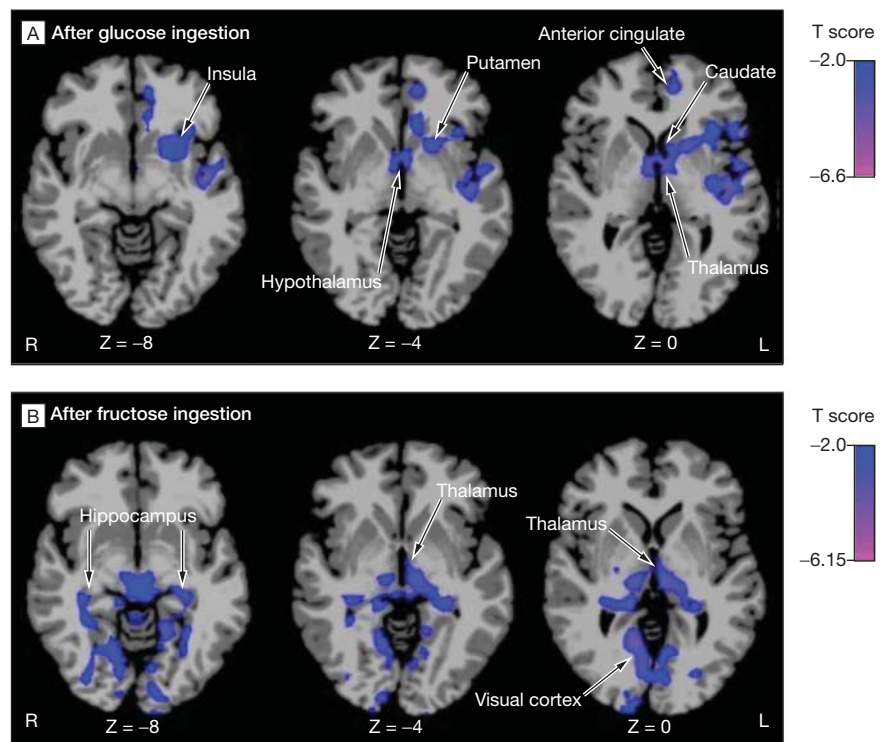 A After glucose ingestion
Insula
Putamen
Anterior cingulate
Caudate
Hypothalamus
Thalamus
R
Z = –8
Z = –4
Z = 0
L
T score
–2.0
–6.6
B After fructose ingestion
Hippocampus
Thalamus
Thalamus
Visual cortex
R
Z = –8
Z = –4
Z = 0
L
T score
–2.0
–6.15